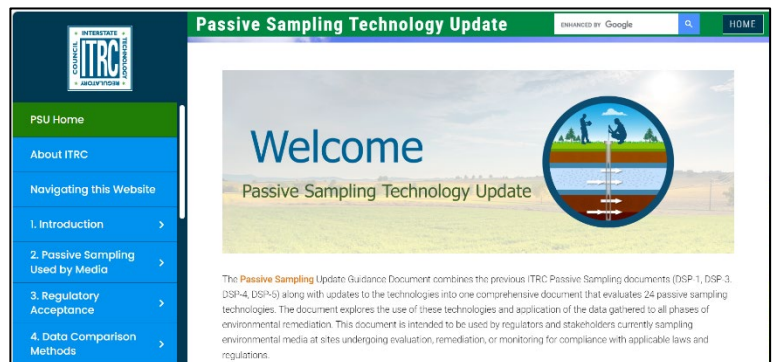 Passive Sampling Technology Update
ENHANCED BY Google
HOME
INTERSTATE
COUNCIL
ITRC
TECHNOLOGY
REGULATORY
PSU Home
About ITRC
Navigating this Website
1. Introduction
2. Passive Sampling
Used by Media
3. Regulatory
Acceptance
4. Data Comparison
Methods
Welcome
Passive Sampling Technology Update
The Passive Sampling Update Guidance Document combines the previous ITRC Passive Sampling documents (DSP-1, DSP-3,
DSP-4, DSP-5) along with updates to the technologies into one comprehensive document that evaluates 24 passive sampling
technologies. The document explores the use of these technologies and application of the data gathered to all phases of
environmental remediation. This document is intended to be used by regulators and stakeholders currently sampling
environmental media at sites undergoing evaluation, remediation, or monitoring for compliance with applicable laws and
regulations.